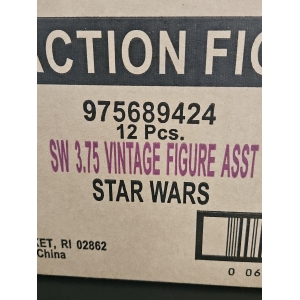 ACTION FIG
975689424
12 Pcs.
SW 3.75 VINTAGE FIGURE ASST
STAR WARS
KET, RI 02862
China
0 06